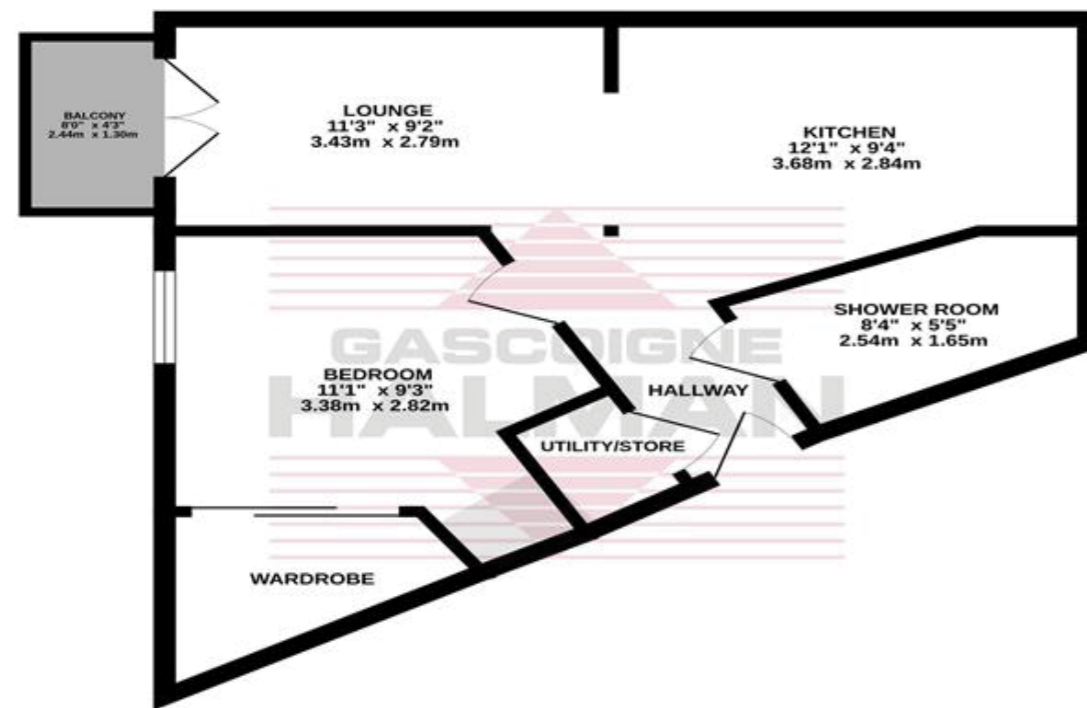 BALCONY
8'0" x 4'3"
2.44m x 1.30m
LOUNGE
11'3" x 9'2"
3.43m x 2.79m
KITCHEN
12'1" x 9'4"
3.68m x 2.84m
SHOWER ROOM
8'4" x 5'5"
2.54m x 1.65m
GASCOIGNE
HALMAN
BEDROOM
11'1" x 9'3"
3.38m x 2.82m
HALLWAY
UTILITY/STORE
WARDROBE